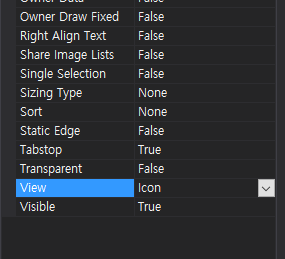 Owner Data False
Owner Draw Fixed False
Right Align Text False
Share Image Lists False
Single Selection False
Sizing Type None
Sort None
Static Edge False
Tabstop True
Transparent False
View Icon
Visible True